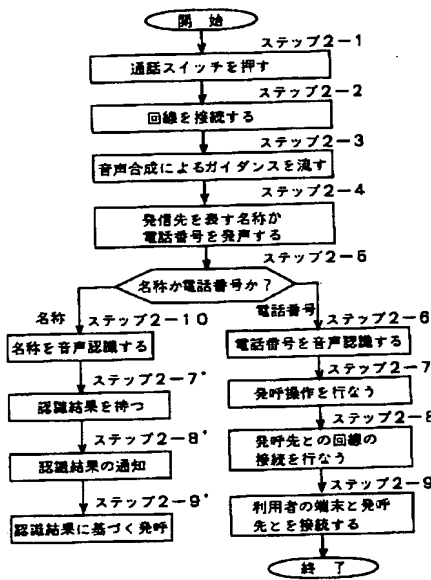 開 始
ステップ2-1
通話スイッチを押す
ステップ2-2
回線を接続する
ステップ2-3
音声合成によるガイダンスを流す
ステップ2-4
発信先を表す名称か
電話番号を発声する
ステップ2-5
名称か電話番号か?
名称
ステップ2-10
名称を音声認識する
ステップ2-7'
認識結果を待つ
ステップ2-8'
認識結果の通知
ステップ2-9'
認識結果に基づく発呼
電話番号
ステップ2-6
電話番号を音声認識する
ステップ2-7
発呼操作を行なう
ステップ2-8
発呼先との回線の
接続を行なう
ステップ2-9
利用者の端末と発呼
先とを接続する
終 了